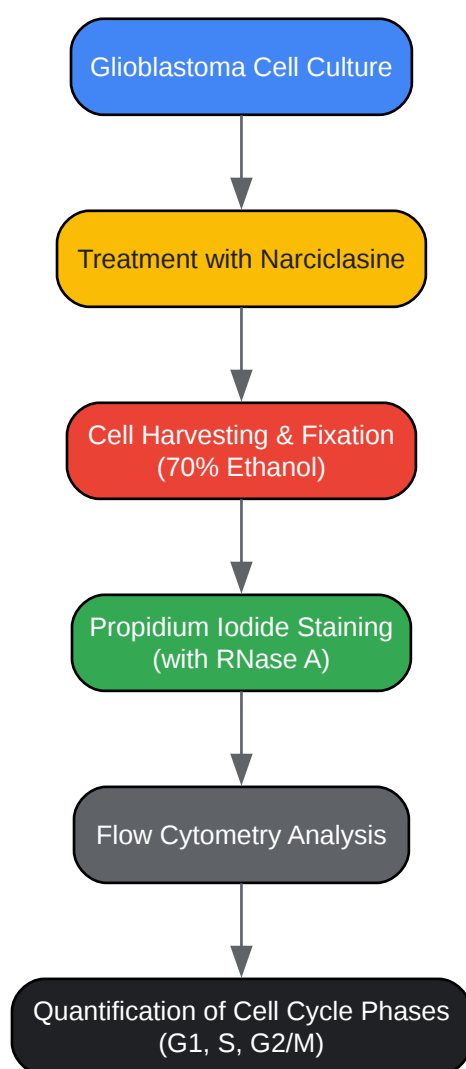 Glioblastoma Cell Culture
Treatment with Narciclasine
Cell Harvesting & Fixation
(70% Ethanol)
Propidium Iodide Staining
(with RNase A)
Flow Cytometry Analysis
Quantification of Cell Cycle Phases
(G1, S, G2/M)